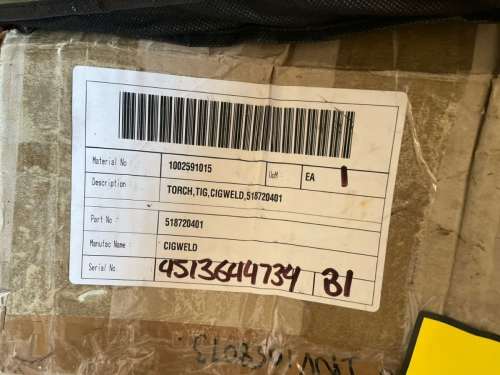 Material No 1002591015 UoM: EA 1
Description TORCH,TIG,CIGWELD,518720401
Part No : 518720401
Manufac Name : CIGWELD
Serial No 4513644734 B1